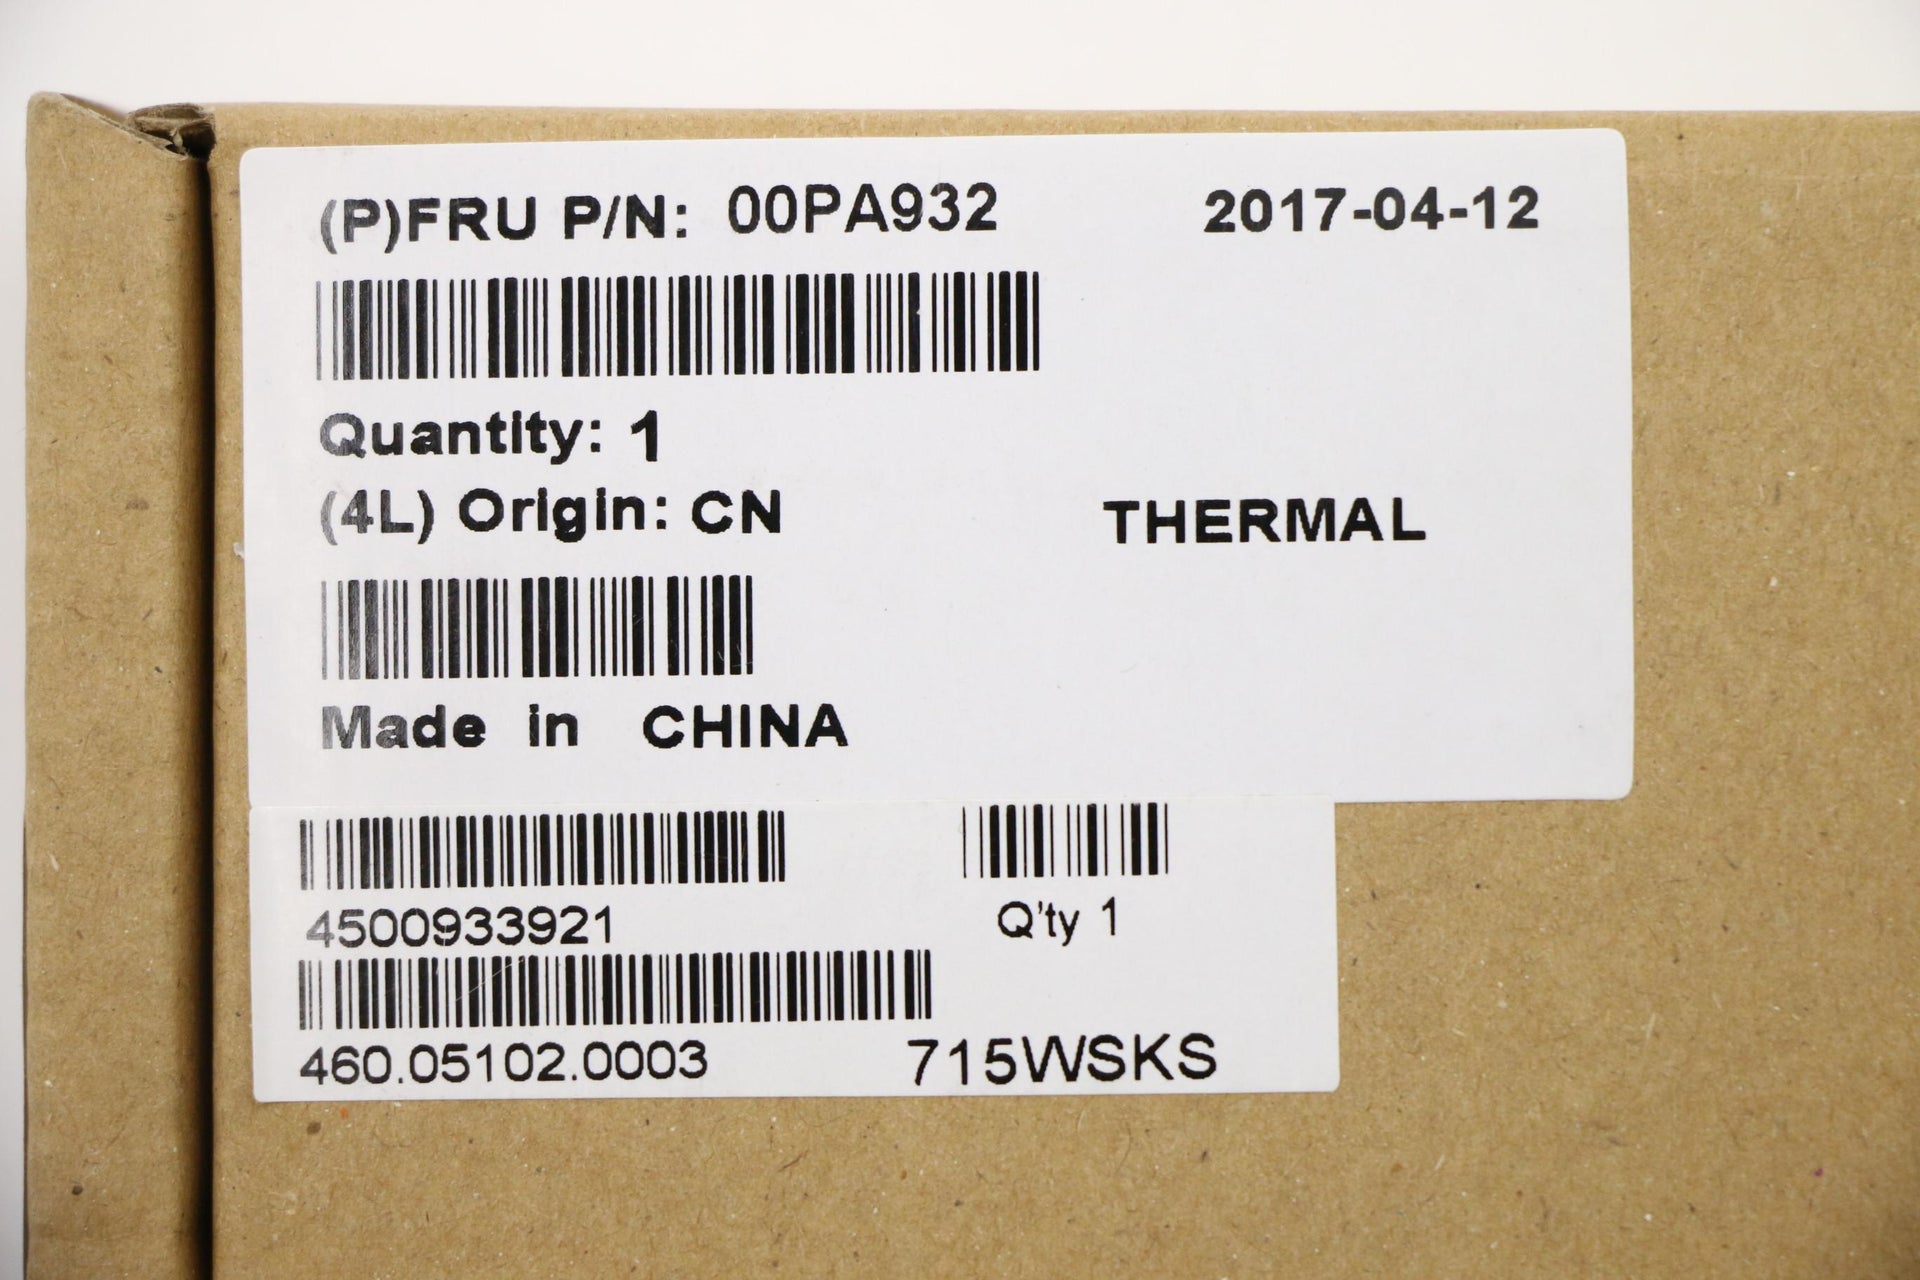 (P)FRU P/N: 00PA932 2017-04-12
Quantity: 1
(4L) Origin: CN THERMAL
Made in CHINA
4500933921 Q'ty 1
460.05102.0003 715WSKS